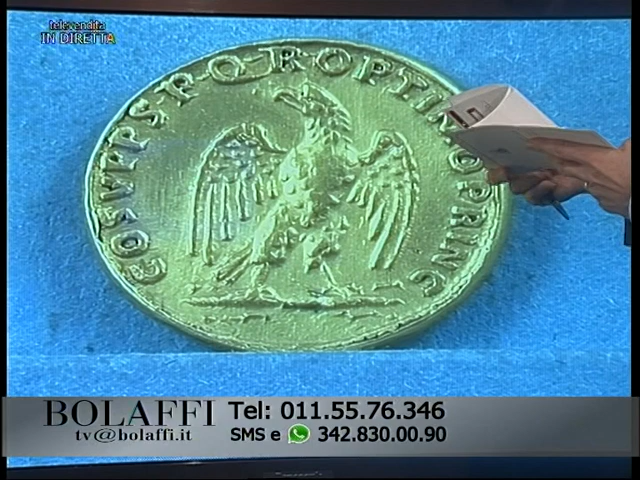 televendita
IN DIRETTA
COS·V·P·P·S·P·Q·R·OPTIMO·PRINC
BOLAFFI
tv@bolaffi.it
Tel: 011.55.76.346
SMS e 342.830.00.90